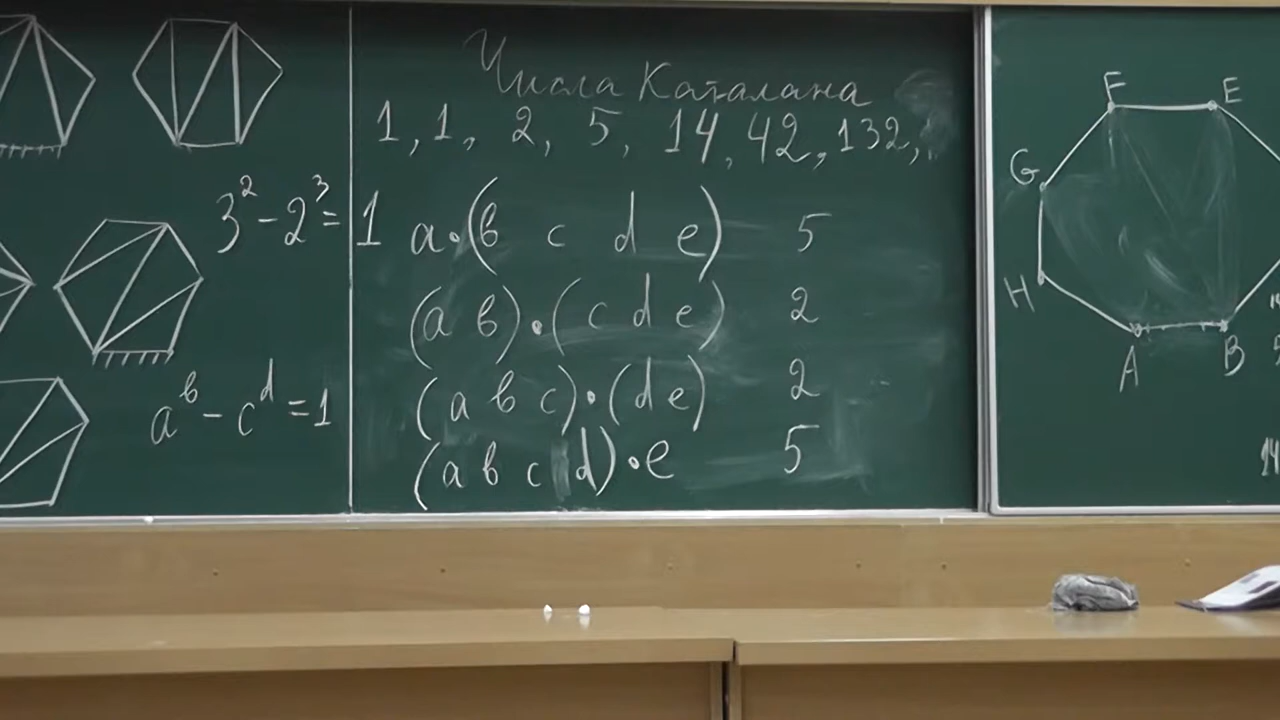 3² - 2³ = 1
aᵇ - cᵈ = 1
Числа Каталана
1, 1, 2, 5, 14, 42, 132,
a·(в c d e) 5
(a в)·(c d e) 2
(a в c)·(d e) 2
(a в c d)·e 5
F E
G
H
A B
14